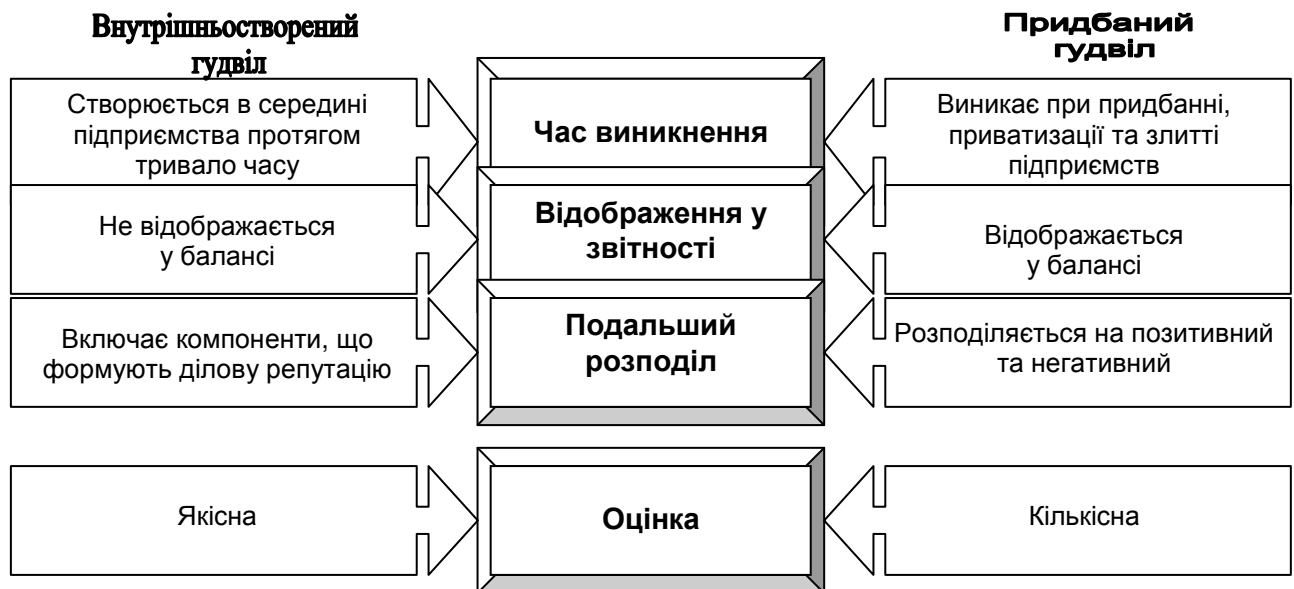 Внутрішньостворений
гудвіл
Придбаний
гудвіл
Створюється в середині
підприємства протягом
тривало часу
Час виникнення
Виникає при придбанні,
приватизації та злитті
підприємств
Не відображається
у балансі
Відображення у
звітності
Відображається
у балансі
Включає компоненти, що
формують ділову репутацію
Подальший
розподіл
Розподіляється на позитивний
та негативний
Якісна
Оцінка
Кількісна